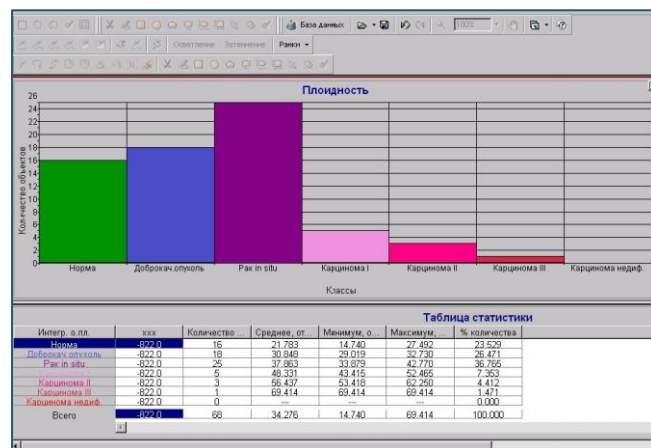 База данных
100%
Осветление Затемнение Рамки
Плоидность
26
24
22
20
18
16
14
12
10
8
6
4
2
0
Количество объектов
Норма Доброкач.опухоль Рак in situ Карцинома I Карцинома II Карцинома III Карцинома недиф.
Классы
Таблица статистики
Интегр. о.пл. xxx Количество ... Среднее, от... Минимум, о... Максимум, ... % количества
Норма -822.0 16 21.783 14.740 27.492 23.529
Доброкач.опухоль -822.0 18 30.848 29.019 32.730 26.471
Рак in situ -822.0 25 37.863 33.879 42.770 36.765
-822.0 5 48.331 43.415 52.465 7.353
Карцинома II -822.0 3 56.437 53.418 62.250 4.412
Карцинома III -822.0 1 69.414 69.414 69.414 1.471
Карцинома недиф. -822.0 0 --- --- --- 0.000
Всего -822.0 68 34.276 14.740 69.414 100.000